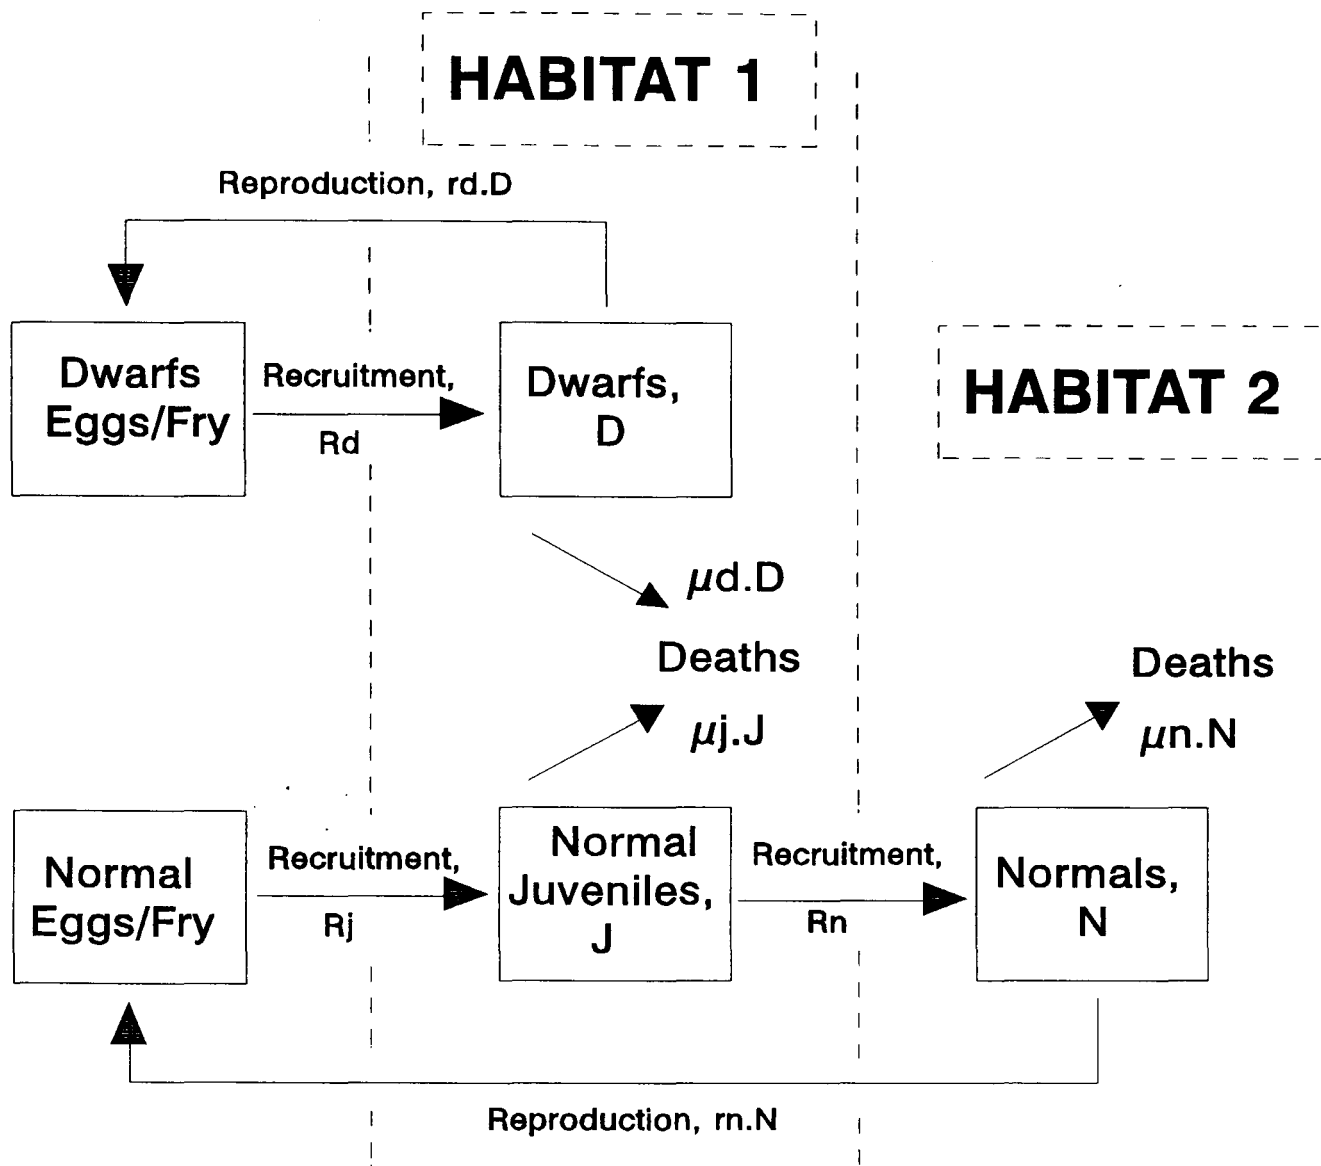 HABITAT 1
Reproduction, rd.D
Dwarfs
Eggs/Fry
Recruitment,
Rd
Dwarfs,
D
HABITAT 2
μd.D
Deaths
μj.J
Deaths
μn.N
Normal
Eggs/Fry
Recruitment,
Rj
Normal
Juveniles,
J
Recruitment,
Rn
Normals,
N
Reproduction, rn.N